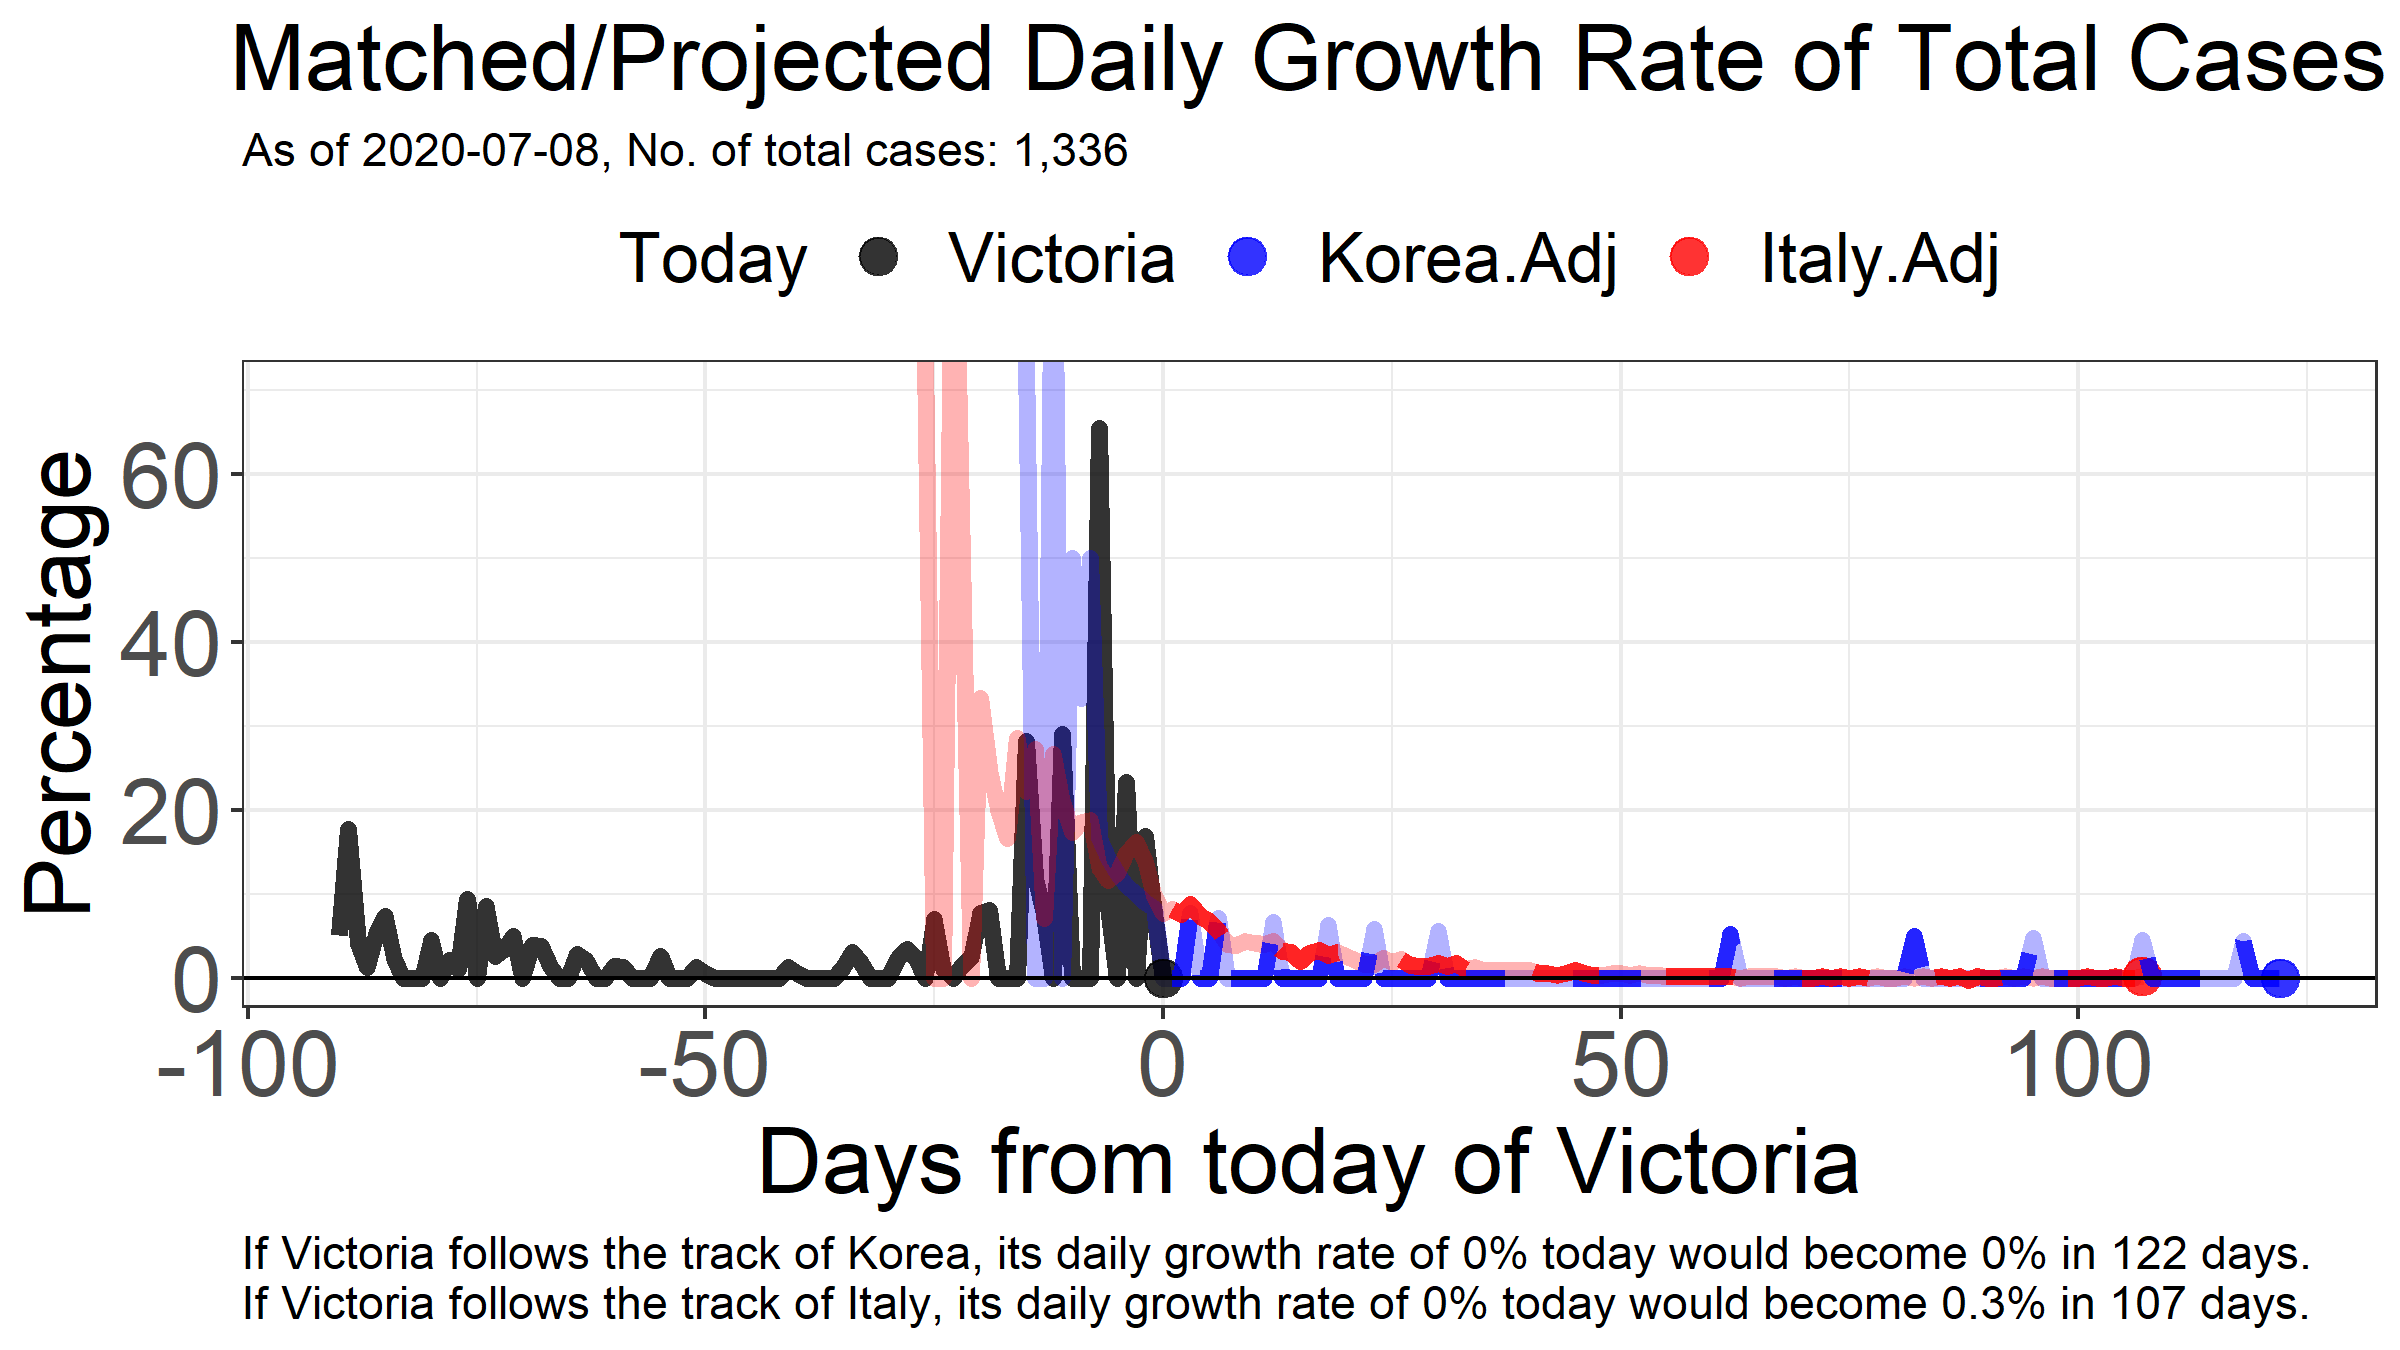 Matched/Projected Daily Growth Rate of Total Cases
As of 2020-07-08, No. of total cases: 1,336
Today Victoria Korea.Adj Italy.Adj
Percentage
60
40
20
0
-100 -50 0 50 100
Days from today of Victoria
If Victoria follows the track of Korea, its daily growth rate of 0% today would become 0% in 122 days.
If Victoria follows the track of Italy, its daily growth rate of 0% today would become 0.3% in 107 days.